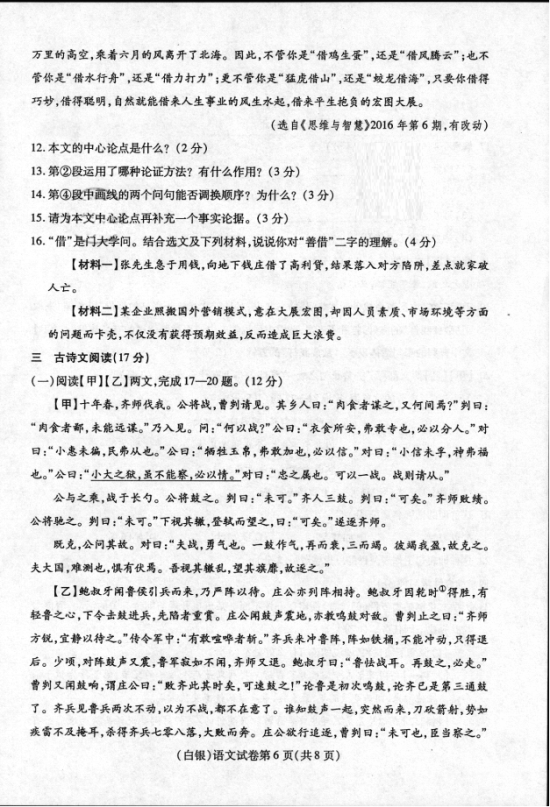 万里的高空,乘着六月的风离开了北海。因此,不管你是“借鸡生蛋”,还是“借风腾云”;也不
管你是“借水行舟”,还是“借力打力”;更不管你是“猛虎借山”,还是“蛟龙借海”,只要你借得
巧妙,借得聪明,自然就能借来人生事业的风生水起,借来平生抱负的宏图大展。
(选自《思维与智慧》2016年第6期,有改动)
12.本文的中心论点是什么?(2分)
13.第②段运用了哪种论证方法?有什么作用?(3分)
14.第④段中画线的两个问句能否调换顺序?为什么?(3分)
15.请为本文中心论点再补充一个事实论据。(3分)
16.“借”是门大学问。结合选文及下列材料,说说你对“善借”二字的理解。(4分)
【材料一】张先生急于用钱,向地下钱庄借了高利贷,结果落入对方陷阱,差点就家破
人亡。
【材料二】某企业照搬国外营销模式,意在大展宏图,却因人员素质、市场环境等方面
的问题而卡壳,不仅没有获得预期效益,反而造成巨大浪费。
三 古诗文阅读(17分)
(一)阅读【甲】【乙】两文,完成17—20题。(12分)
【甲】十年春,齐师伐我。公将战,曹刿请见。其乡人曰:“肉食者谋之,又何间焉?”刿曰:
“肉食者鄙,未能远谋。”乃入见。问:“何以战?”公曰:“衣食所安,弗敢专也,必以分人。”对
曰:“小惠未徧,民弗从也。”公曰:“牺牲玉帛,弗敢加也,必以信。”对曰:“小信未孚,神弗福
也。”公曰:“小大之狱,虽不能察,必以情。”对曰:“忠之属也。可以一战。战则请从。”
公与之乘,战于长勺。公将鼓之。刿曰:“未可。”齐人三鼓。刿曰:“可矣。”齐师败绩。
公将驰之。刿曰:“未可。”下视其辙,登轼而望之,曰:“可矣。”遂逐齐师。
既克,公问其故。对曰:“夫战,勇气也。一鼓作气,再而衰,三而竭。彼竭我盈,故克之。
夫大国,难测也,惧有伏焉。吾视其辙乱,望其旗靡,故逐之。”
【乙】鲍叔牙闻鲁侯引兵而来,乃严阵以待。庄公亦列阵相持。鲍叔牙因乾时①得胜,有
轻鲁之心,下令击鼓进兵,先陷者重赏。庄公闻鼓声震地,亦教鸣鼓对敌。曹刿止之曰:“齐师
方锐,宜静以待之。”传令军中:“有敢喧哗者斩。”齐兵来冲鲁阵,阵如铁桶,不能冲动,只得退
后。少顷,对阵鼓声又震,鲁军寂如不闻,齐师又退。鲍叔牙曰:“鲁怯战耳。再鼓之,必走。”
曹刿又闻鼓响,谓庄公曰:“败齐此其时矣,可速鼓之!”论鲁是初次鸣鼓,论齐已是第三通鼓
了。齐兵见鲁兵两次不动,以为不战,都不在意了。谁知鼓声一起,突然而来,刀砍箭射,势如
疾雷不及掩耳,杀得齐兵七零八落,大败而奔。庄公欲行追逐,曹刿曰:“未可也,臣当察之。”
(白银)语文试卷第6页(共8页)